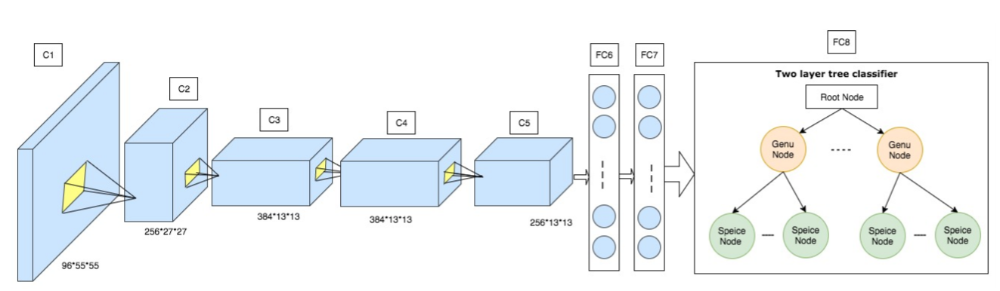 C1
C2
C3
C4
C5
FC6
FC7
FC8
96*55*55
256*27*27
384*13*13
384*13*13
256*13*13
Two layer tree classifier
Root Node
Genu
Node
Genu
Node
Speice
Node
Speice
Node
Speice
Node
Speice
Node